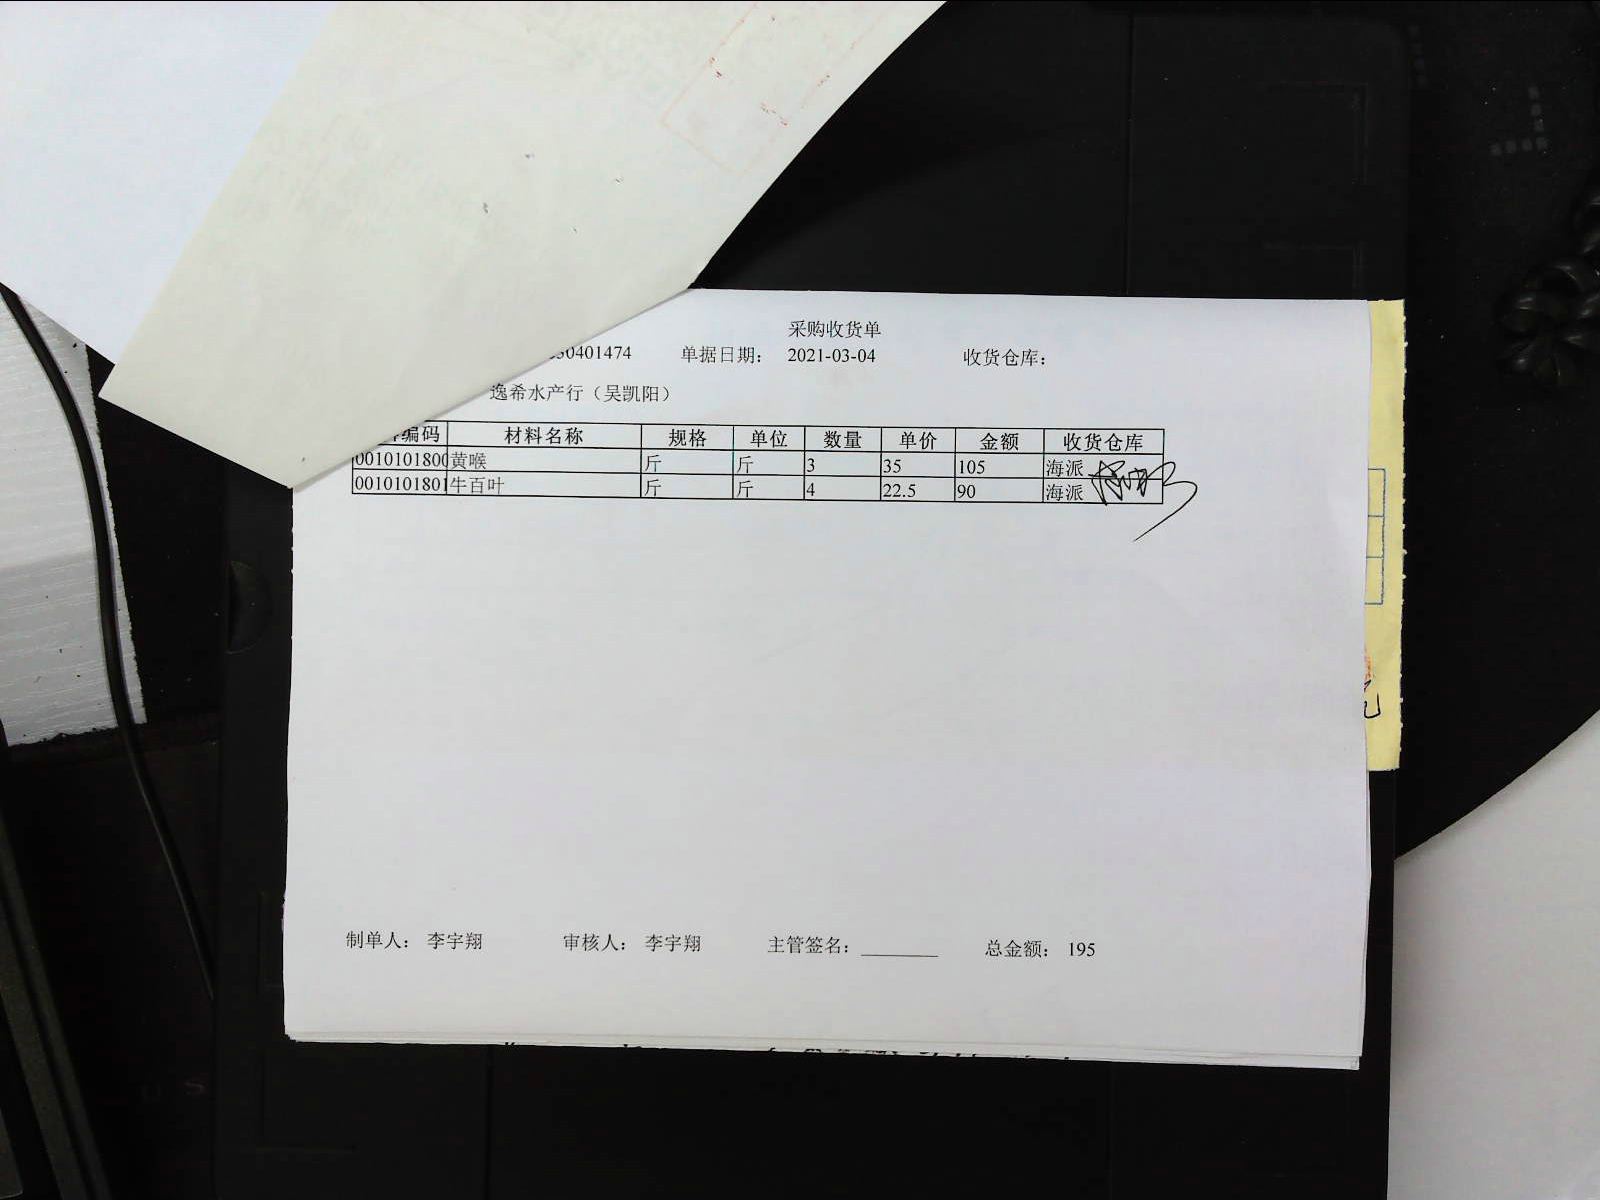 采购收货单
30401474 单据日期： 2021-03-04 收货仓库：
逸希水产行（吴凯阳）
编码 材料名称 规格 单位 数量 单价 金额 收货仓库
0010101800 黄喉 斤 斤 3 35 105 海派
0010101801 牛百叶 斤 斤 4 22.5 90 海派
制单人： 李宇翔 审核人： 李宇翔 主管签名： 总金额： 195